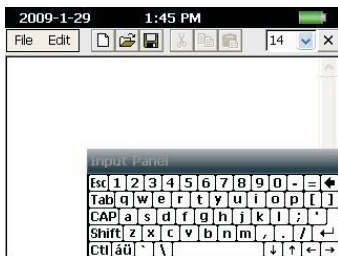 2009-1-29 1:45 PM
File Edit 14 ×
Input Panel
Esc 1 2 3 4 5 6 7 8 9 0 - =
Tab q w e r t y u i o p [ ]
CAP a s d f g h j k l ; '
Shift z x c v b n m , . / ↵
Ctl áü ` \ ↓ ↑ ← →